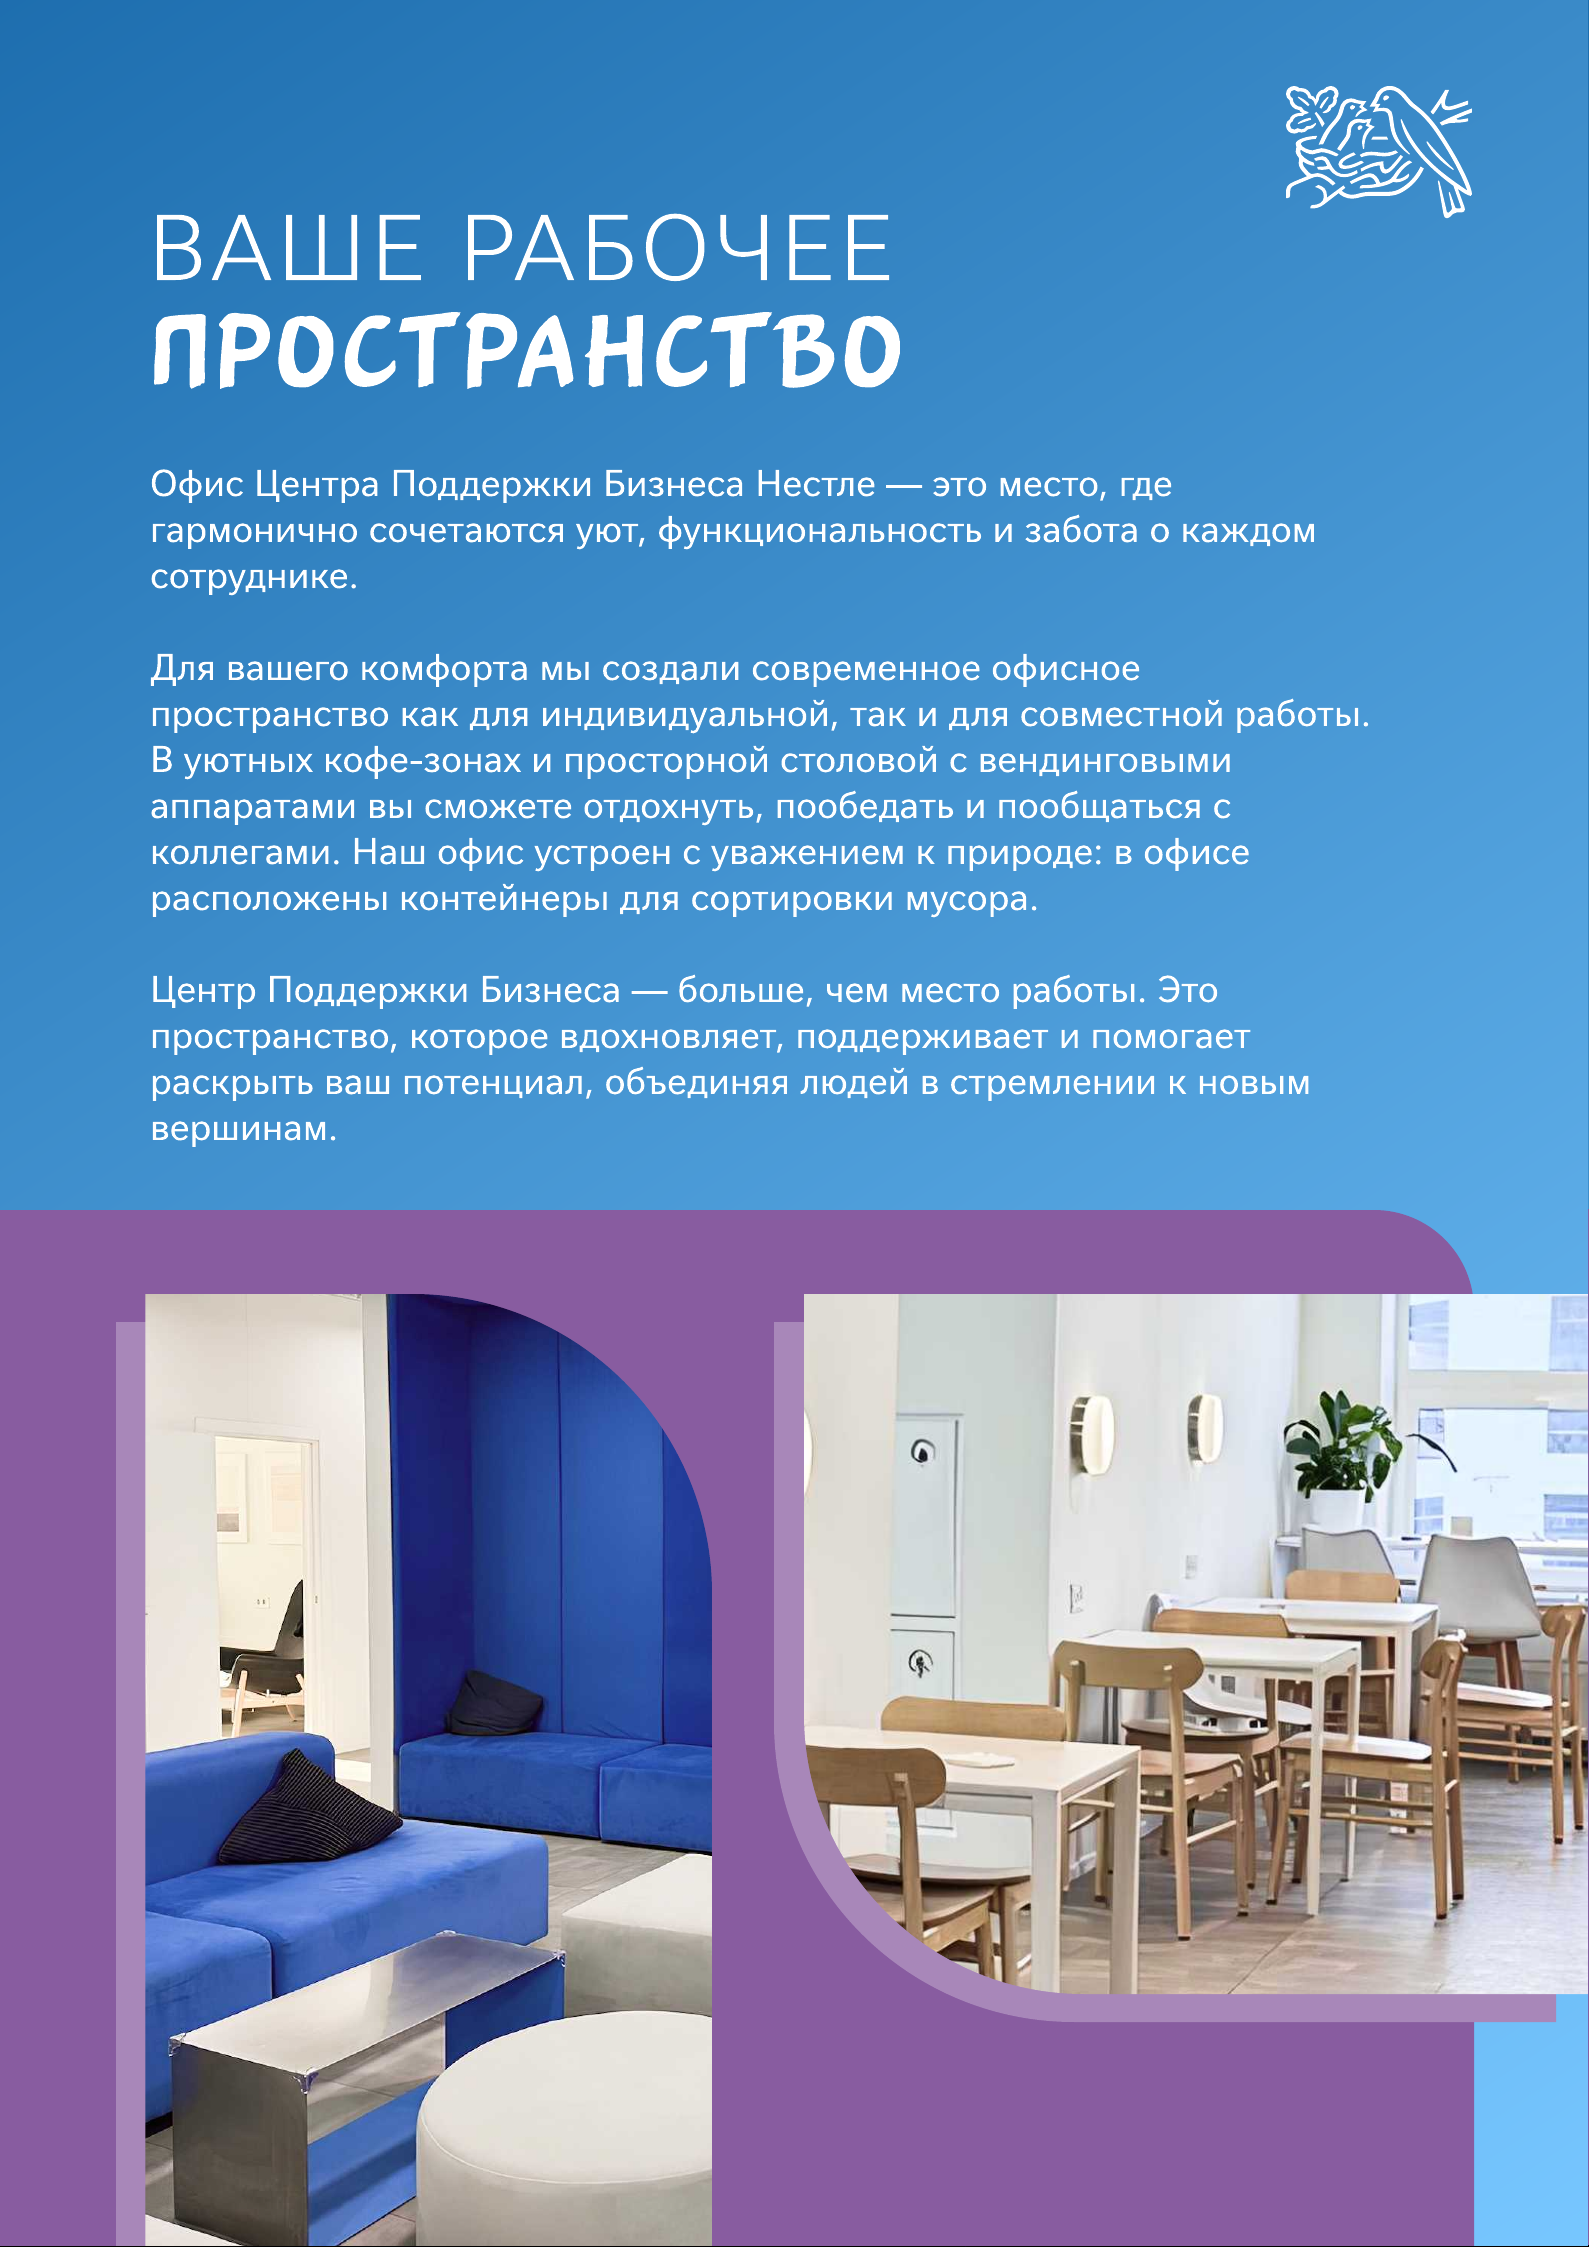 ВАШЕ РАБОЧЕЕ
ПРОСТРАНСТВО
Офис Центра Поддержки Бизнеса Нестле — это место, где
гармонично сочетаются уют, функциональность и забота о каждом
сотруднике.
Для вашего комфорта мы создали современное офисное
пространство как для индивидуальной, так и для совместной работы.
В уютных кофе-зонах и просторной столовой с вендинговыми
аппаратами вы сможете отдохнуть, пообедать и пообщаться с
коллегами. Наш офис устроен с уважением к природе: в офисе
расположены контейнеры для сортировки мусора.
Центр Поддержки Бизнеса — больше, чем место работы. Это
пространство, которое вдохновляет, поддерживает и помогает
раскрыть ваш потенциал, объединяя людей в стремлении к новым
вершинам.